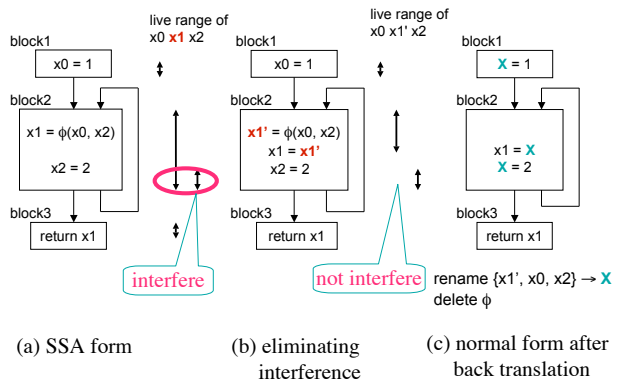 live range of
x0 x1 x2
block1
x0 = 1
block2
x1 = ϕ(x0, x2)
x2 = 2
block3
return x1
interfere
(a) SSA form
live range of
x0 x1' x2
block1
x0 = 1
block2
x1' = ϕ(x0, x2)
x1 = x1'
x2 = 2
block3
return x1
not interfere
(b) eliminating
interference
block1
X = 1
block2
x1 = X
X = 2
block3
return x1
rename {x1', x0, x2} → X
delete ϕ
(c) normal form after
back translation